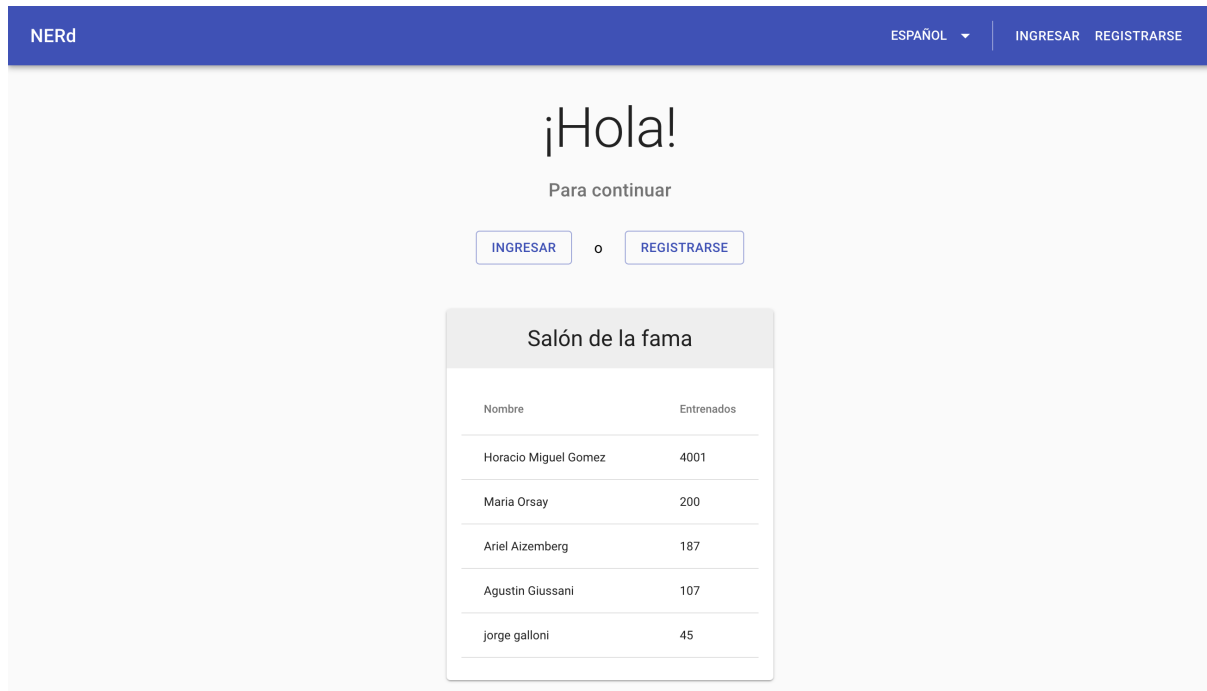 NERd ESPAÑOL INGRESAR REGISTRARSE
¡Hola!
Para continuar
INGRESAR o REGISTRARSE
Salón de la fama
Nombre Entrenados
Horacio Miguel Gomez 4001
Maria Orsay 200
Ariel Aizemberg 187
Agustin Giussani 107
jorge galloni 45